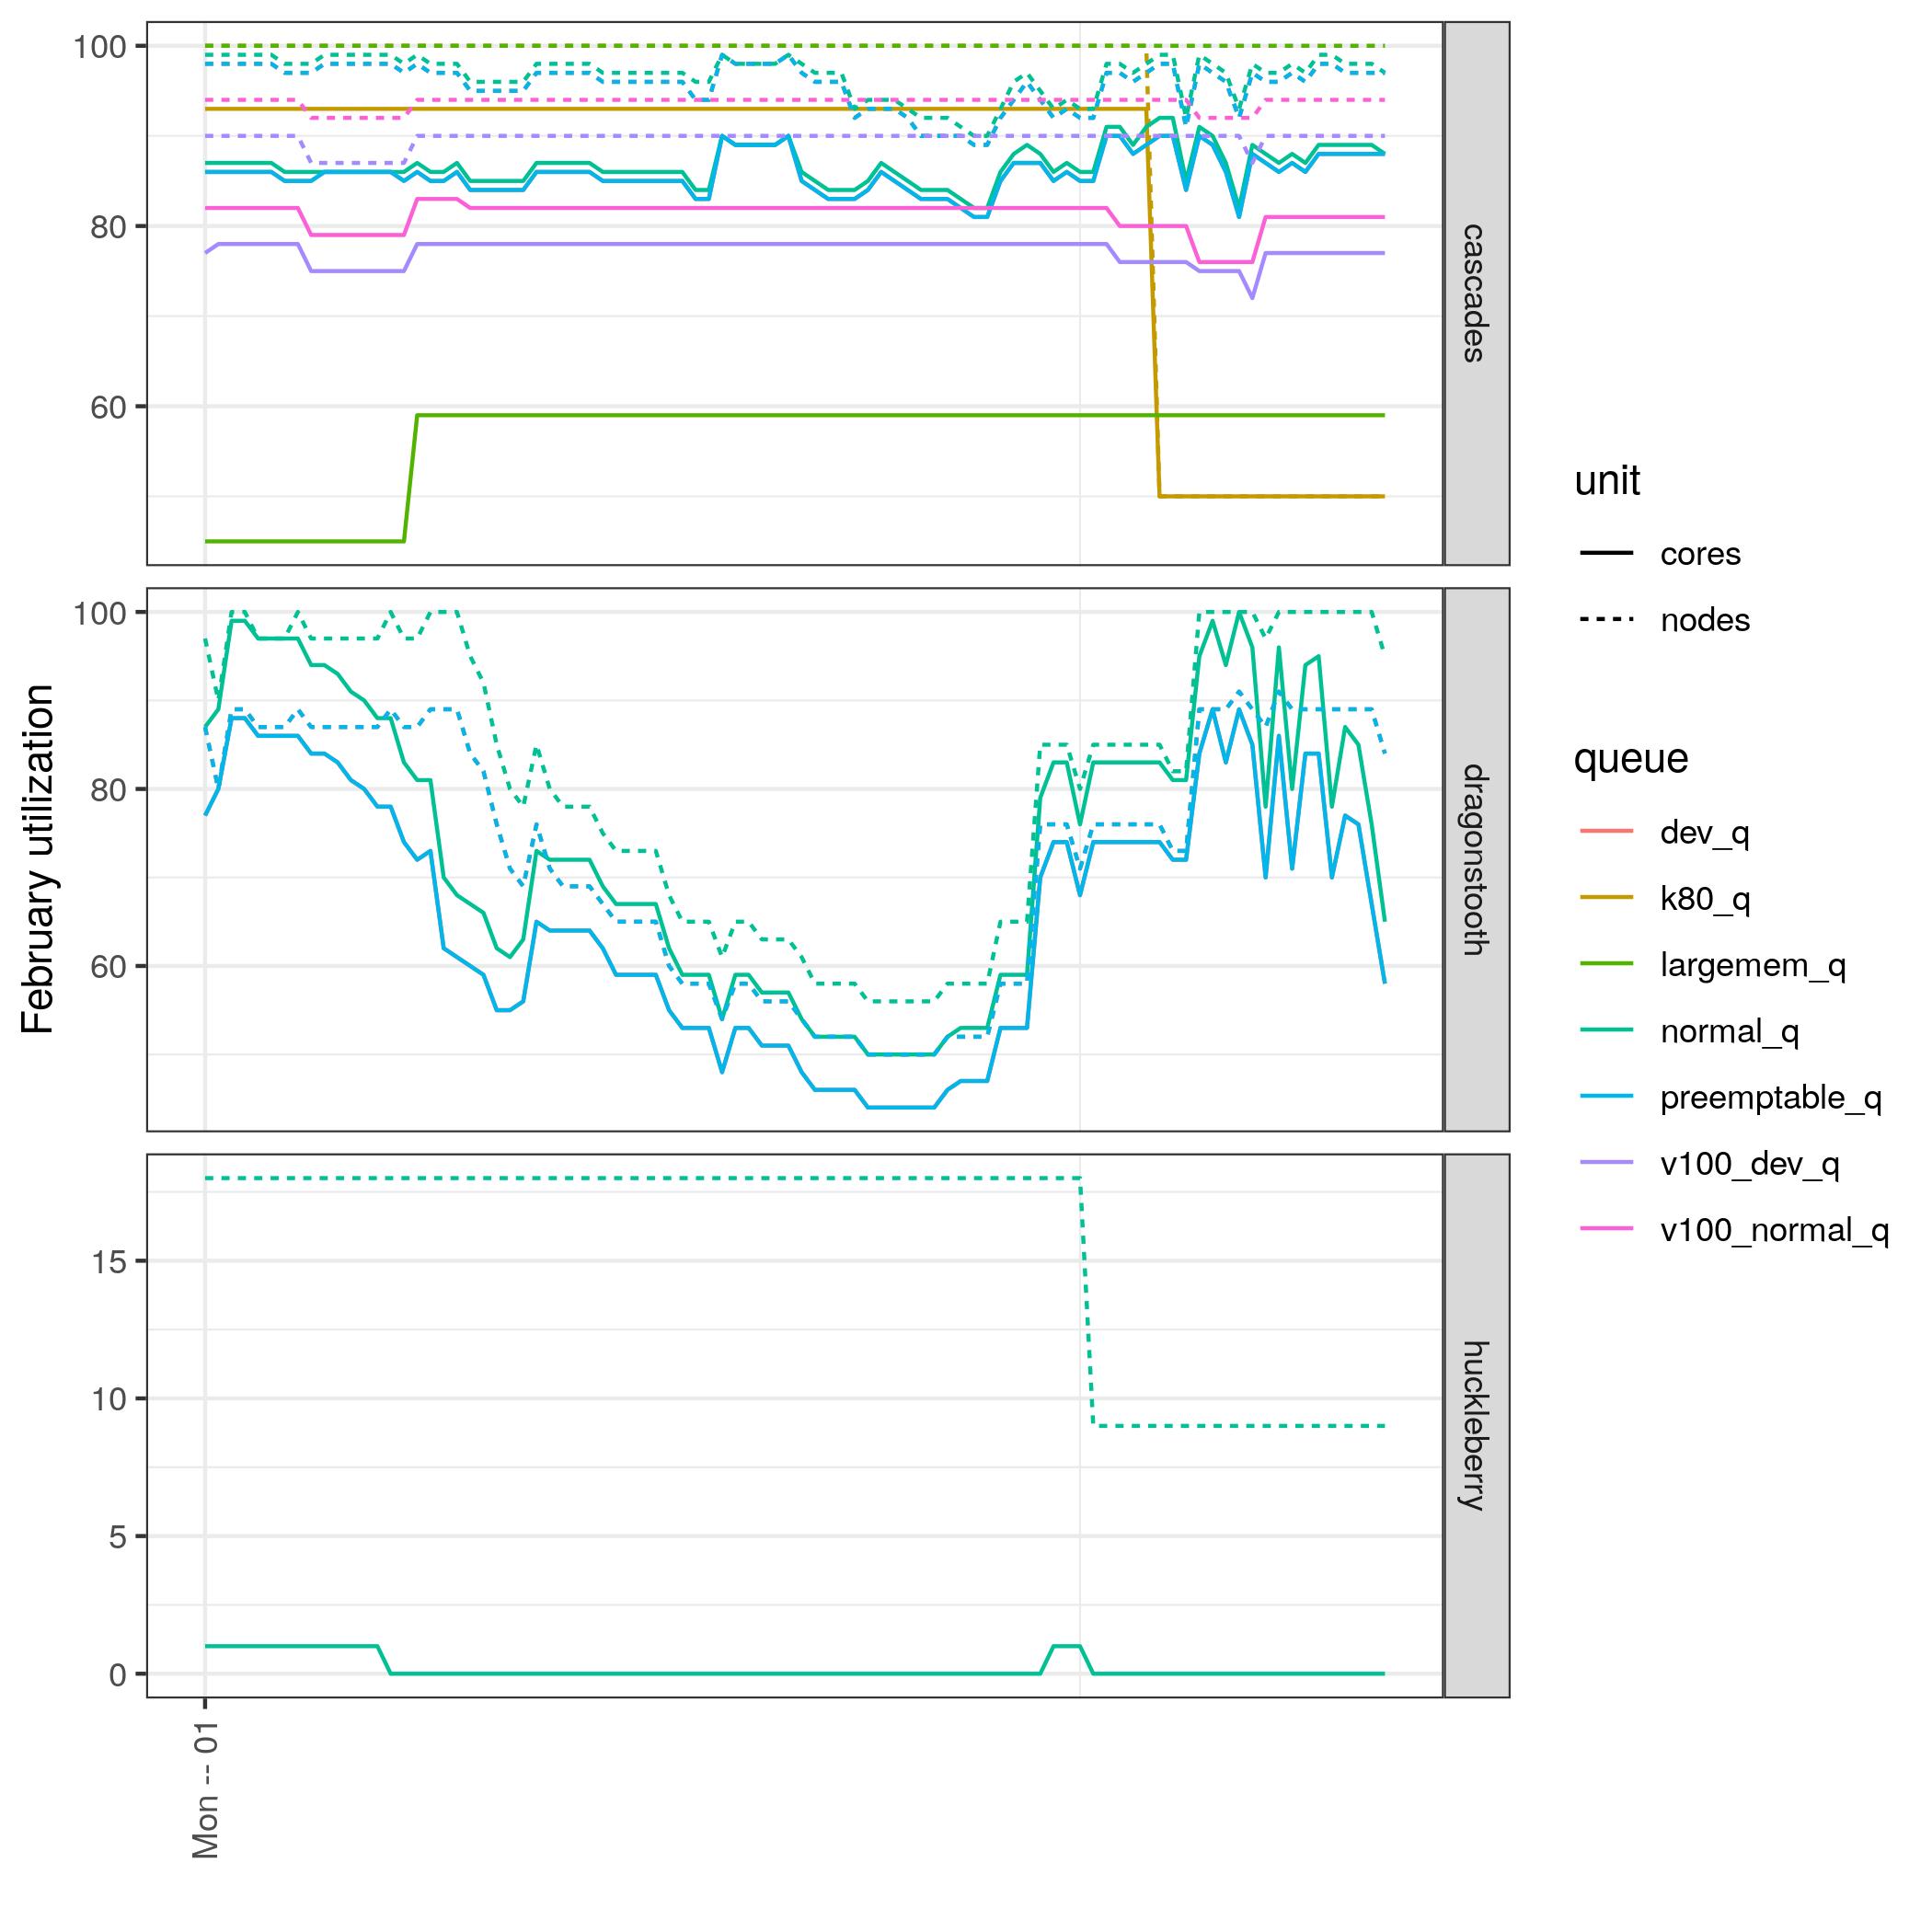 February utilization
100
80
60
cascades
100
80
60
dragonstooth
15
10
5
0
huckleberry
Mon -- 01
unit
cores
nodes
queue
dev_q
k80_q
largemem_q
normal_q
preemptable_q
v100_dev_q
v100_normal_q